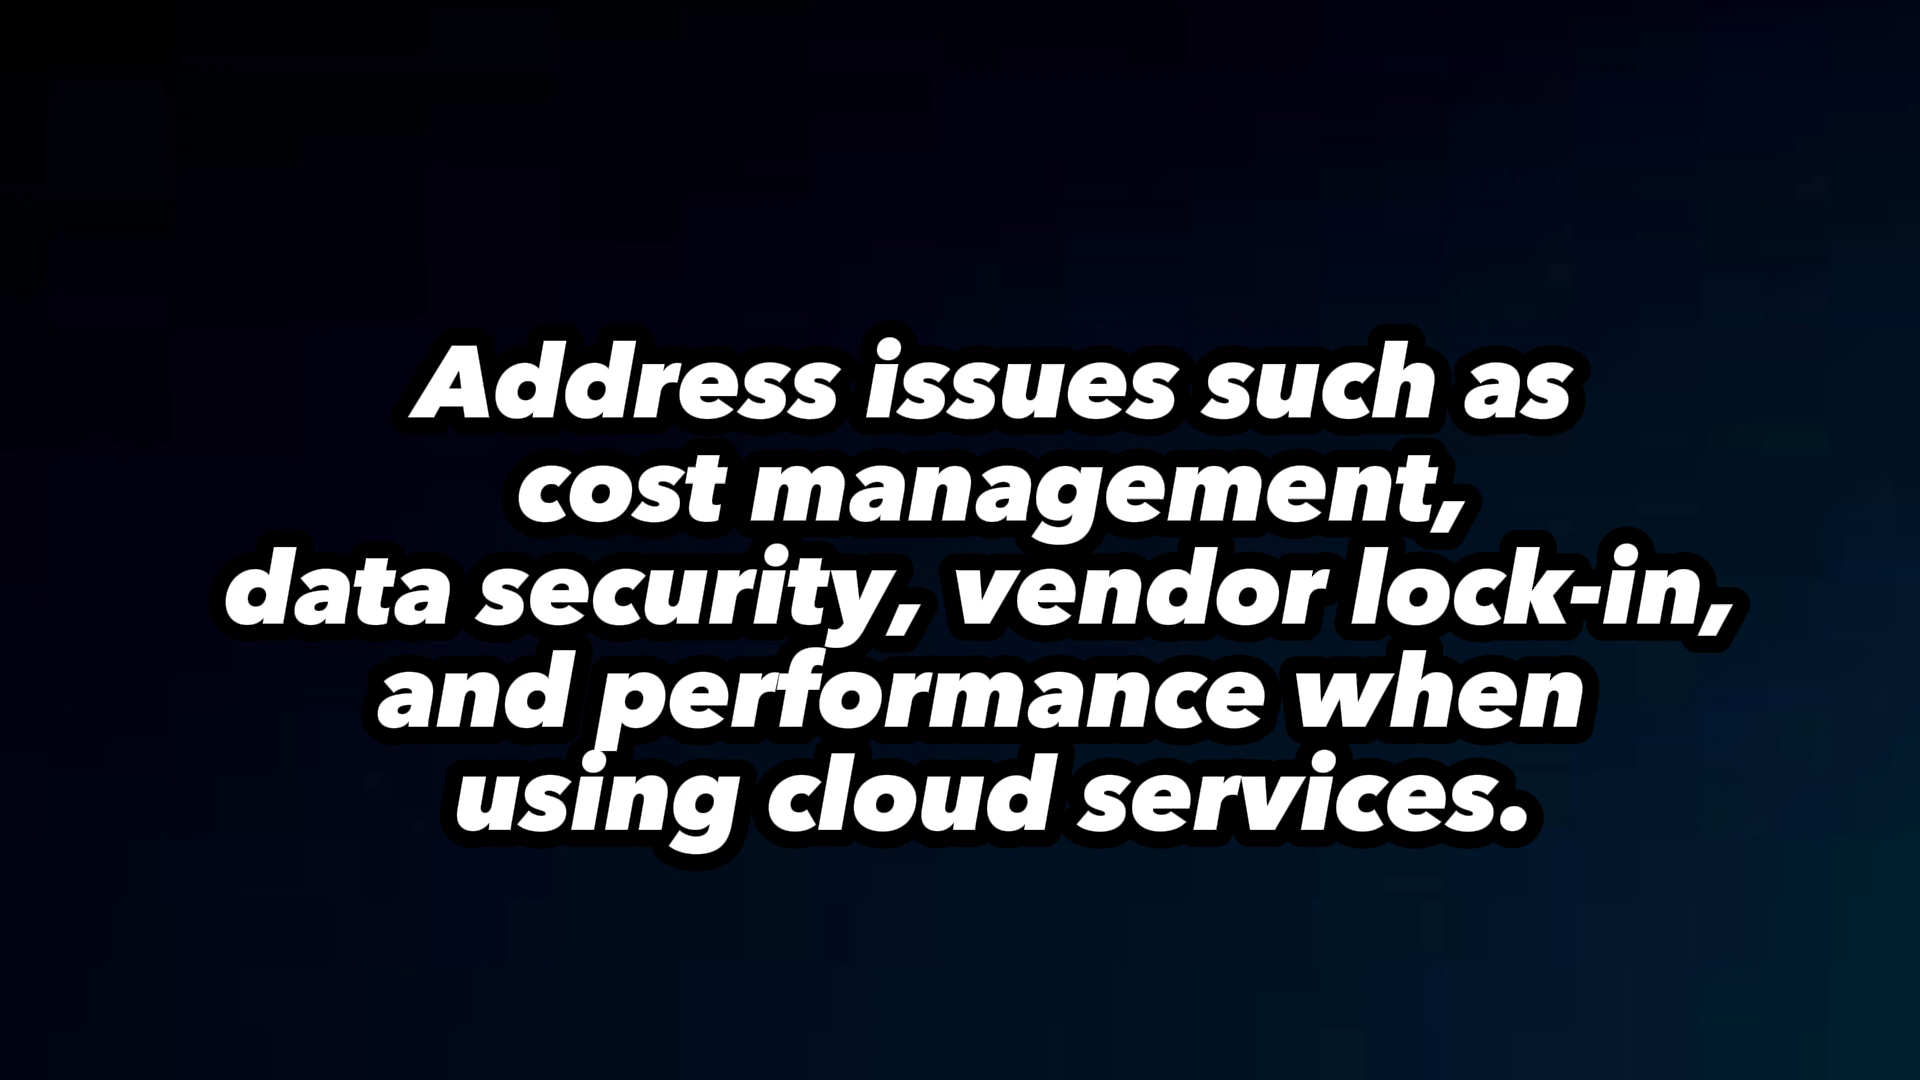 Address issues such as
cost management,
data security, vendor lock-in,
and performance when
using cloud services.